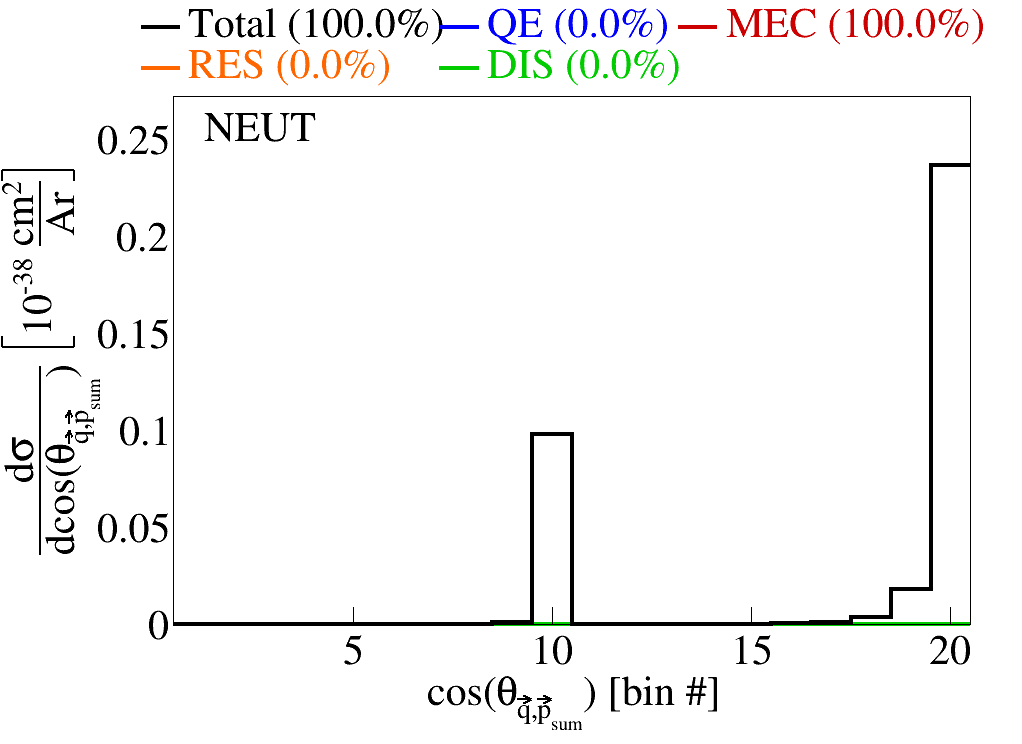 Total (100.0%) QE (0.0%) MEC (100.0%)
RES (0.0%) DIS (0.0%)
NEUT
0.25
0.2
0.15
0.1
0.05
0
5 10 15 20
cos(θq⃗,p⃗sum) [bin #]
dσ/dcos(θq⃗,p⃗sum) [10-38 cm2/Ar]